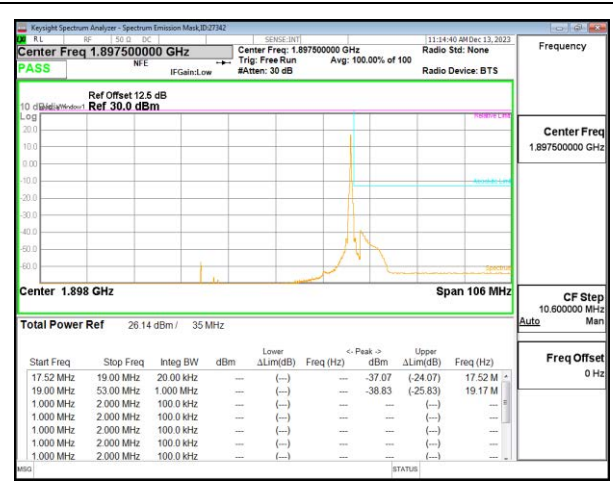 Keysight Spectrum Analyzer - Spectrum Emission Mask,ID:27342
RL RF 50 Ω DC SENSE:INT 11:14:40 AM Dec 13, 2023
Center Freq 1.897500000 GHz
Center Freq: 1.897500000 GHz
Radio Std: None
Frequency
PASS
NFE
Trig: Free Run
Avg: 100.00% of 100
IFGain:Low
#Atten: 30 dB
Radio Device: BTS
Ref Offset 12.5 dB
10 dB/div
Ref 30.0 dBm
Log
Relative Limit
20.0
10.0
0.00
-10.0
-20.0
-30.0
-40.0
-50.0
-60.0
Absolute Limit
Spectrum
Center Freq
1.897500000 GHz
Center 1.898 GHz
Span 106 MHz
CF Step
10.600000 MHz
Auto Man
Total Power Ref 26.14 dBm / 35 MHz
Freq Offset
0 Hz
Lower <- Peak -> Upper
Start Freq Stop Freq Integ BW dBm ΔLim(dB) Freq (Hz) dBm ΔLim(dB) Freq (Hz)
17.52 MHz 19.00 MHz 20.00 kHz --- (---) --- -37.07 (-24.07) 17.52 M
19.00 MHz 53.00 MHz 1.000 MHz --- (---) --- -38.83 (-25.83) 19.17 M
1.000 MHz 2.000 MHz 100.0 kHz --- (---) --- --- (---) ---
1.000 MHz 2.000 MHz 100.0 kHz --- (---) --- --- (---) ---
1.000 MHz 2.000 MHz 100.0 kHz --- (---) --- --- (---) ---
1.000 MHz 2.000 MHz 100.0 kHz --- (---) --- --- (---) ---
1.000 MHz 2.000 MHz 100.0 kHz --- (---) --- --- (---) ---
MSG STATUS